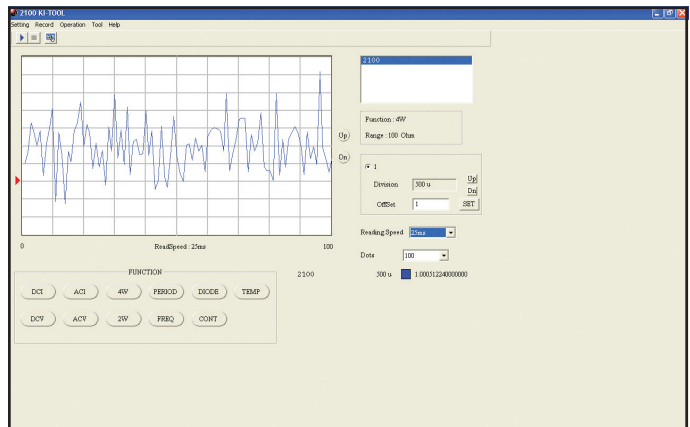 2100 KI-TOOL
Setting Record Operation Tool Help
2100
Function : 4W
Range : 100 Ohm
Up
Dn
1
Division 500 u Up
Dn
OffSet 1 SET
Reading Speed 25ms
0 ReadSpeed : 25ms 100
Dots 100
FUNCTION
2100 500 u 1.000312240000000
DCI ACI 4W PERIOD DIODE TEMP
DCV ACV 2W FREQ CONT